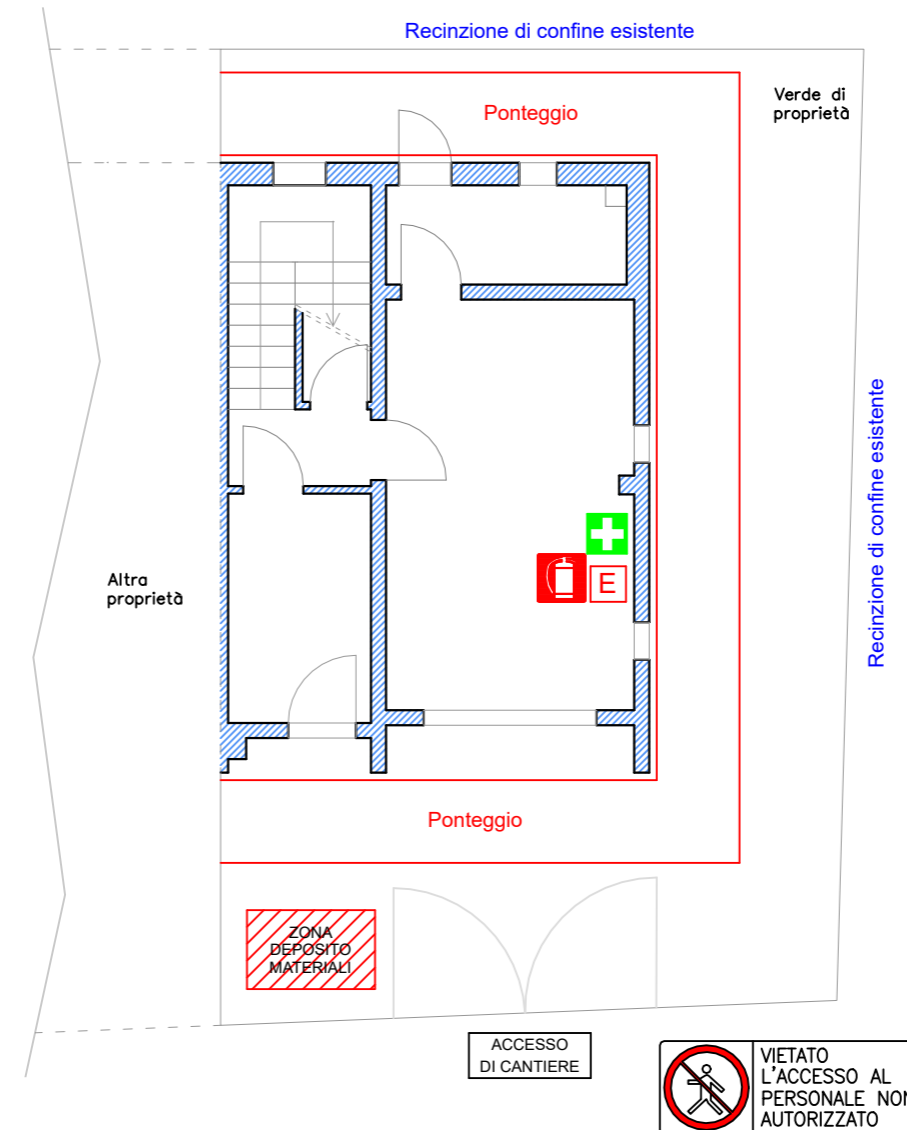 Recinzione di confine esistente
Verde di
proprietà
Ponteggio
Recinzione di confine esistente
Altra
proprietà
E
Ponteggio
ZONA
DEPOSITO
MATERIALI
ACCESSO
DI CANTIERE
VIETATO
L'ACCESSO AL
PERSONALE NON
AUTORIZZATO